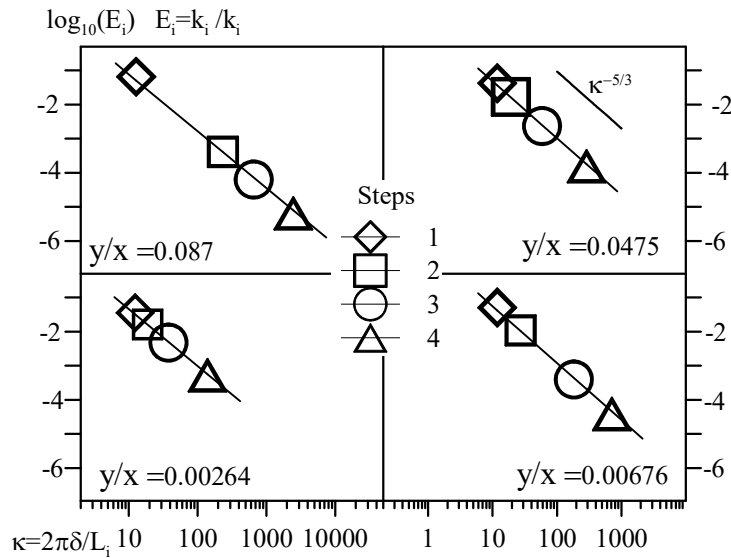 log₁₀(Eᵢ) Eᵢ=kᵢ /kᵢ
-2
-4
-6
y/x =0.087
κ⁻⁵/³
-2
-4
-6
y/x =0.0475
Steps
1
2
3
4
-2
-4
-6
y/x =0.00264
-2
-4
-6
y/x =0.00676
κ=2πδ/Lᵢ 10 100 1000 10000 1 10 100 1000